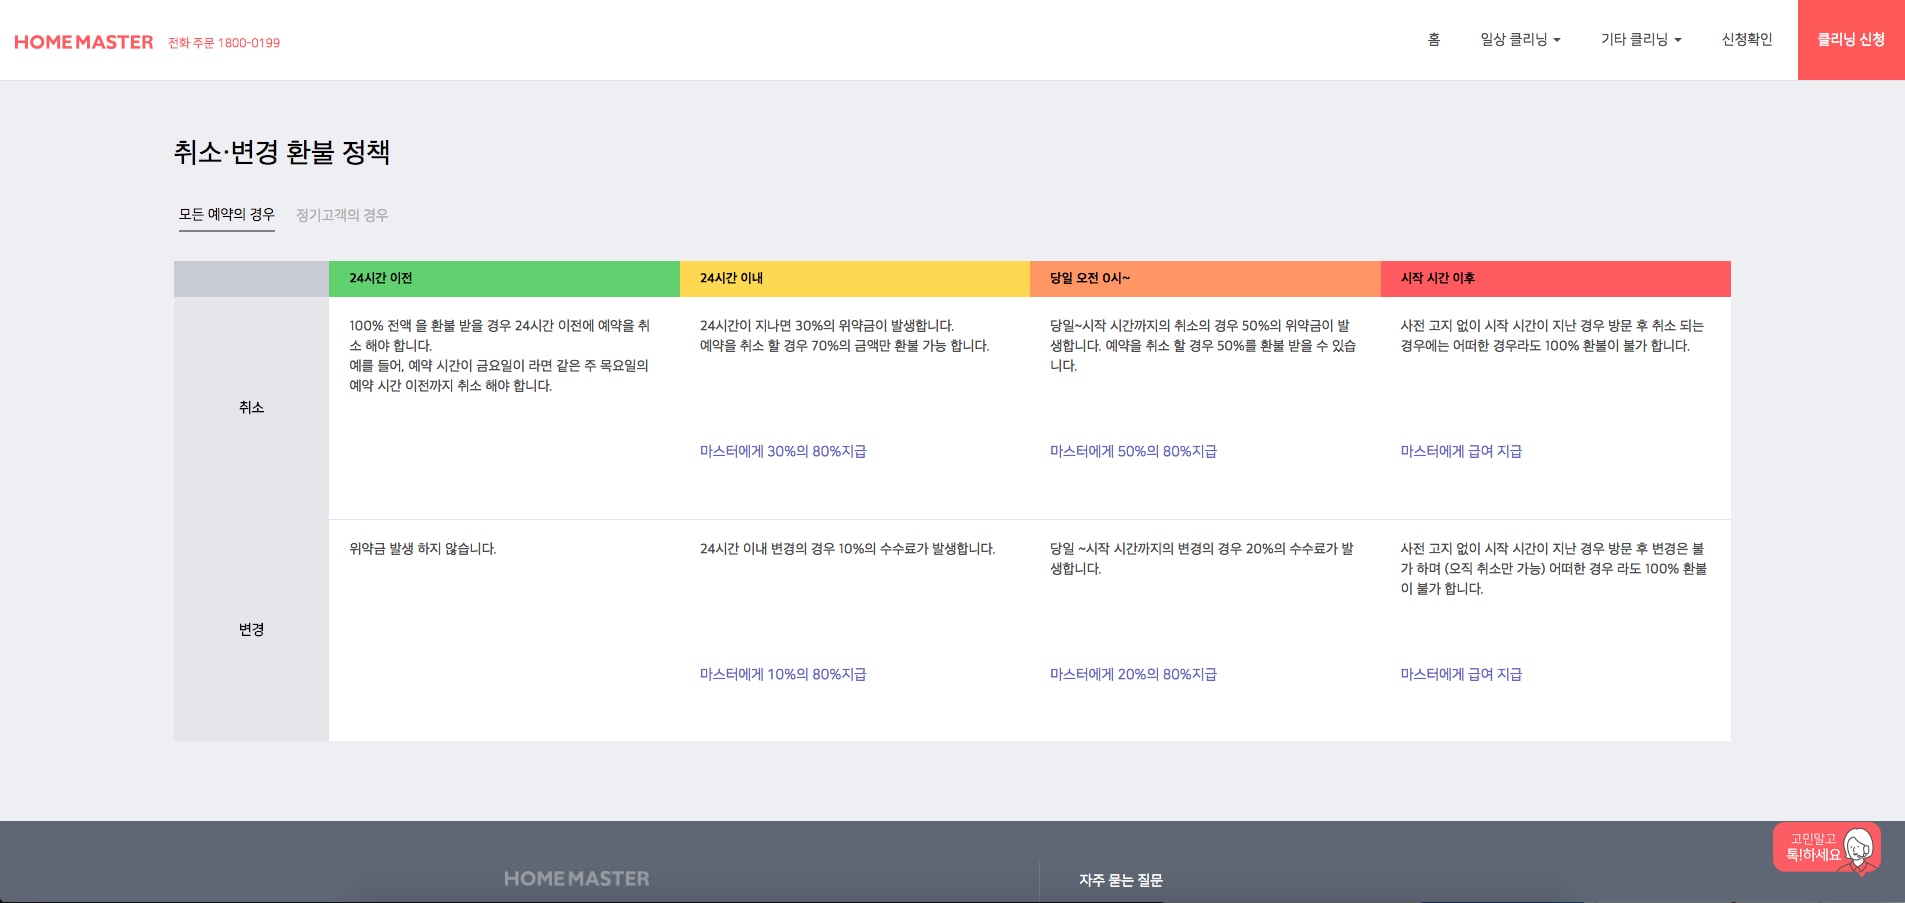 HOMEMASTER 전화 주문 1800-0199
홈 일상 클리닝 기타 클리닝 신청확인 클리닝 신청
취소·변경 환불 정책
모든 예약의 경우 정기고객의 경우
24시간 이전 24시간 이내 당일 오전 0시~ 시작 시간 이후
취소
100% 전액 을 환불 받을 경우 24시간 이전에 예약을 취
소 해야 합니다.
예를 들어, 예약 시간이 금요일이 라면 같은 주 목요일의
예약 시간 이전까지 취소 해야 합니다.
24시간이 지나면 30%의 위약금이 발생합니다.
예약을 취소 할 경우 70%의 금액만 환불 가능 합니다.
마스터에게 30%의 80%지급
당일~시작 시간까지의 취소의 경우 50%의 위약금이 발
생합니다. 예약을 취소 할 경우 50%를 환불 받을 수 있습
니다.
마스터에게 50%의 80%지급
사전 고지 없이 시작 시간이 지난 경우 방문 후 취소 되는
경우에는 어떠한 경우라도 100% 환불이 불가 합니다.
마스터에게 급여 지급
변경
위약금 발생 하지 않습니다.
24시간 이내 변경의 경우 10%의 수수료가 발생합니다.
마스터에게 10%의 80%지급
당일 ~시작 시간까지의 변경의 경우 20%의 수수료가 발
생합니다.
마스터에게 20%의 80%지급
사전 고지 없이 시작 시간이 지난 경우 방문 후 변경은 불
가 하며 (오직 취소만 가능) 어떠한 경우 라도 100% 환불
이 불가 합니다.
마스터에게 급여 지급
고민말고
톡!하세요
HOMEMASTER
자주 묻는 질문